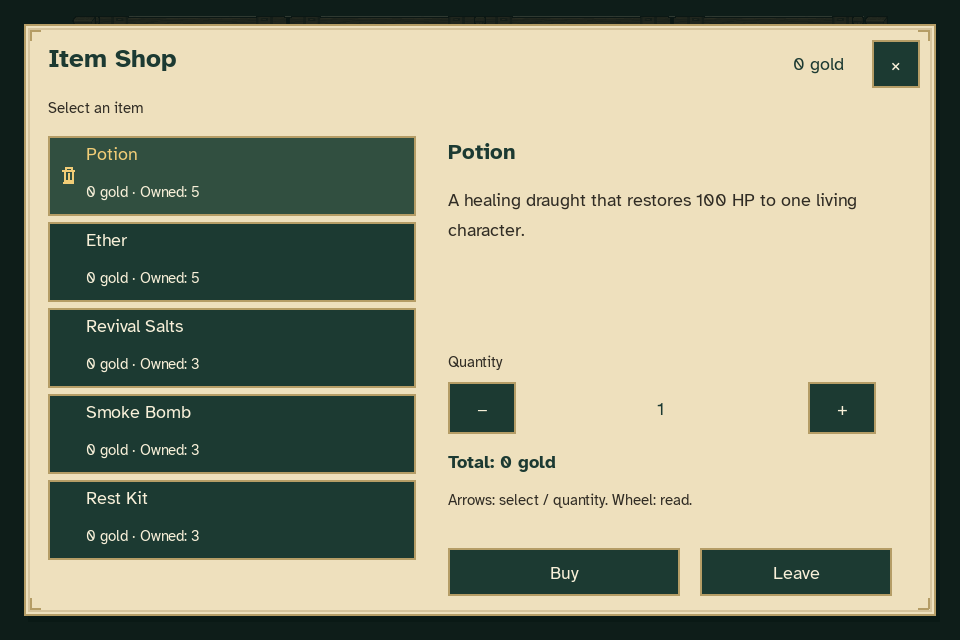 Item Shop
0 gold
×
Select an item
Potion
0 gold · Owned: 5
Ether
0 gold · Owned: 5
Revival Salts
0 gold · Owned: 3
Smoke Bomb
0 gold · Owned: 3
Rest Kit
0 gold · Owned: 3
Potion
A healing draught that restores 100 HP to one living
character.
Quantity
− 1 +
Total: 0 gold
Arrows: select / quantity. Wheel: read.
Buy
Leave